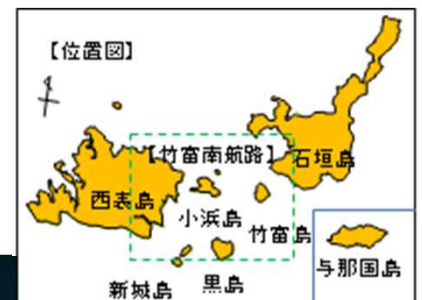 【位置図】
【竹富南航路】
石垣島
西表島
小浜島
竹富島
与那国島
新城島
黒島